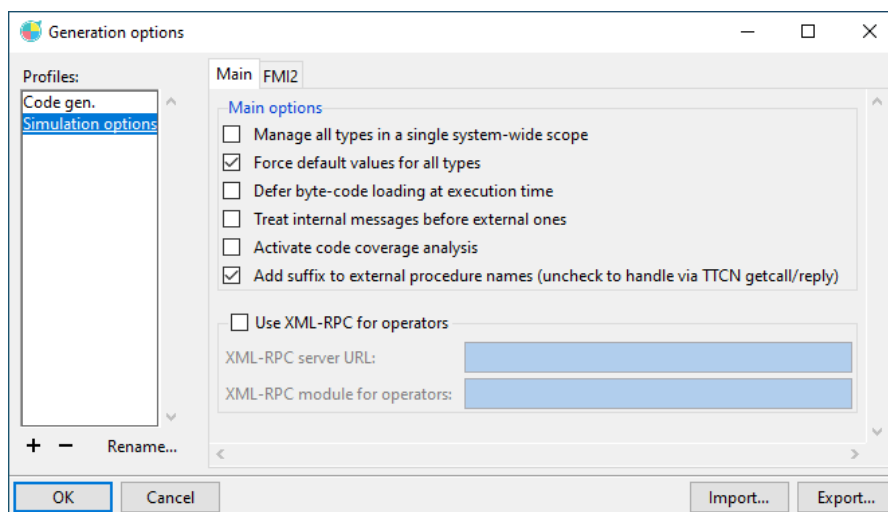 Generation options
Profiles:
Code gen.
Simulation options
+ − Rename...
Main FMI2
Main options
Manage all types in a single system-wide scope
Force default values for all types
Defer byte-code loading at execution time
Treat internal messages before external ones
Activate code coverage analysis
Add suffix to external procedure names (uncheck to handle via TTCN getcall/reply)
Use XML-RPC for operators
XML-RPC server URL:
XML-RPC module for operators:
OK Cancel Import... Export...